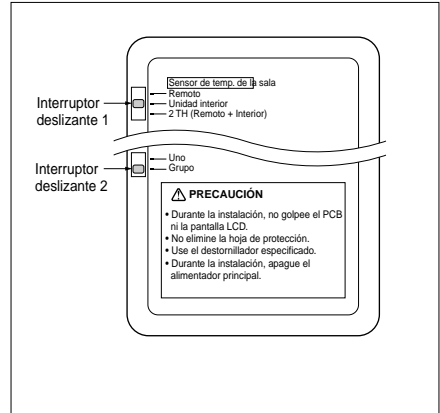 Sensor de temp. de la sala
Remoto
Unidad interior
2 TH (Remoto + Interior)
Interruptor
deslizante 1
Uno
Grupo
Interruptor
deslizante 2
PRECAUCIÓN
• Durante la instalación, no golpee el PCB
ni la pantalla LCD.
• No elimine la hoja de protección.
• Use el destornillador especificado.
• Durante la instalación, apague el
alimentador principal.